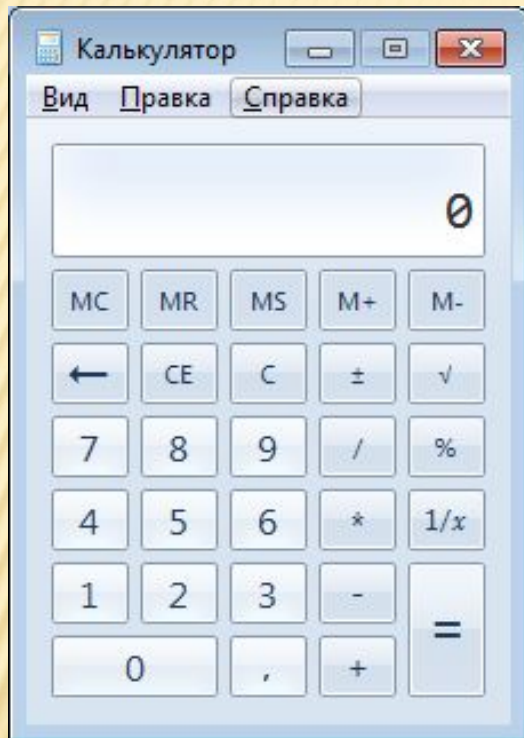 Калькулятор
Вид Правка Справка
0
MC MR MS M+ M-
← CE C ± √
7 8 9 / %
4 5 6 * 1/x
1 2 3 - =
0 , +